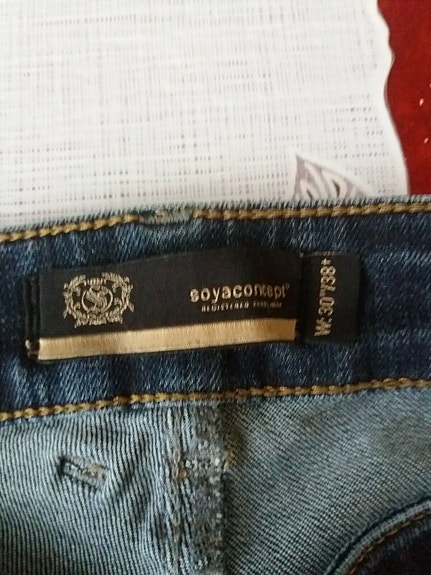 soyaconcept®
REGISTERED TRADEMARK
W:30"/38"